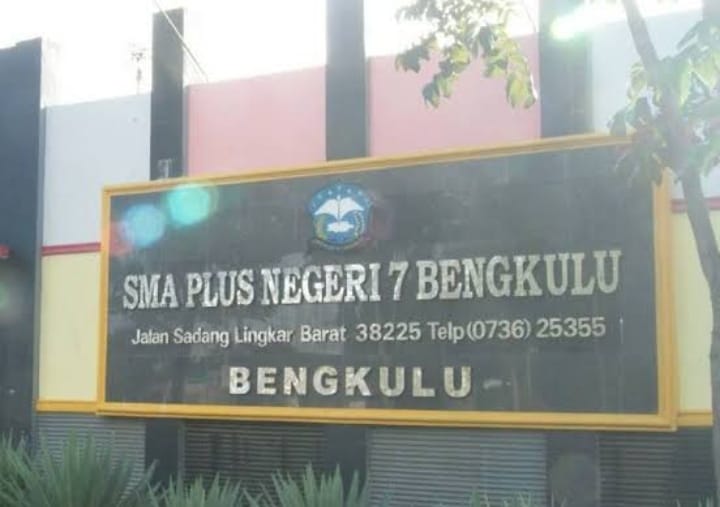 SMA PLUS NEGERI 7 BENGKULU
Jalan Sadang Lingkar Barat 38225 Telp(0736) 25355
BENGKULU